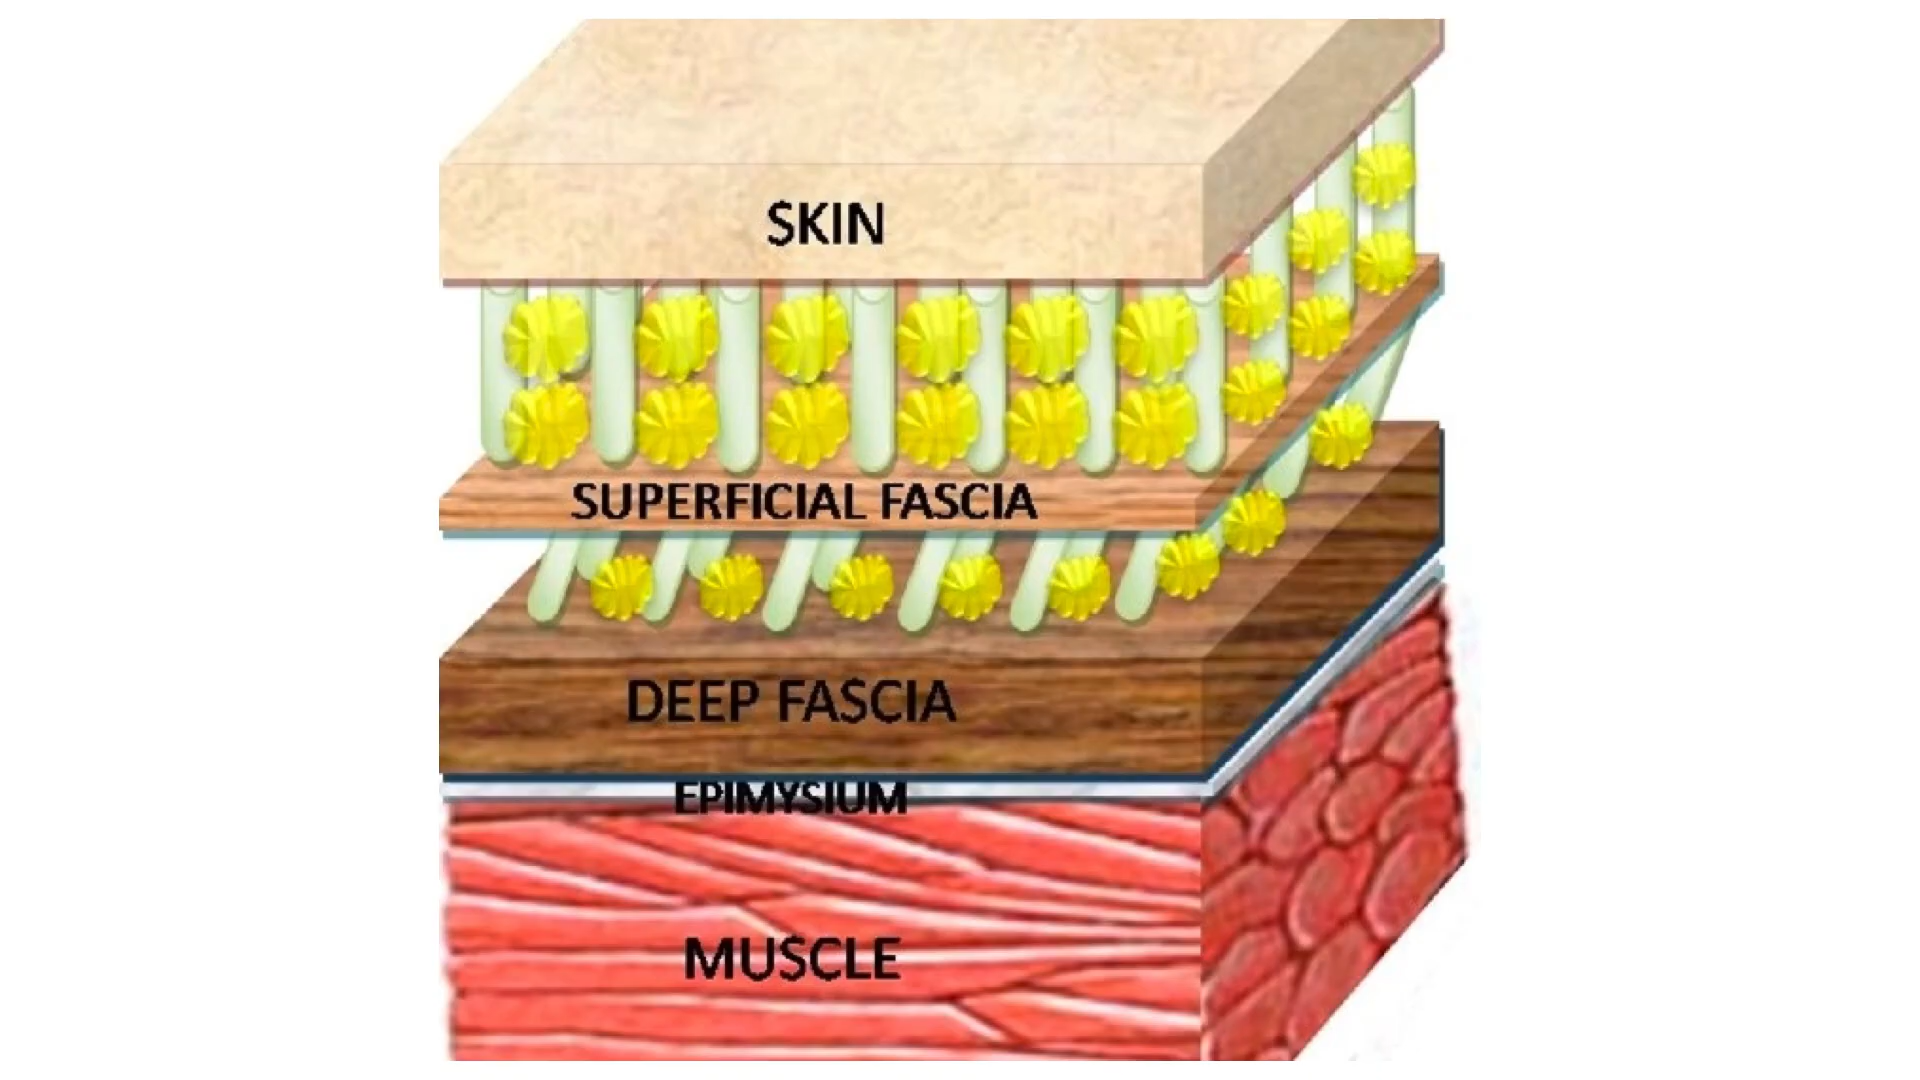 SKIN
SUPERFICIAL FASCIA
DEEP FASCIA
EPIMYSIUM
MUSCLE